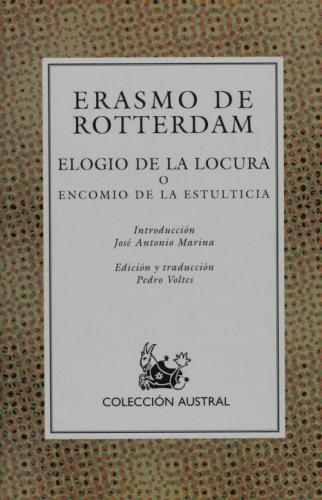 ERASMO DE
ROTTERDAM
ELOGIO DE LA LOCURA
O
ENCOMIO DE LA ESTULTICIA
Introducción
José Antonio Marina
Edición y traducción
Pedro Voltes
COLECCIÓN AUSTRAL